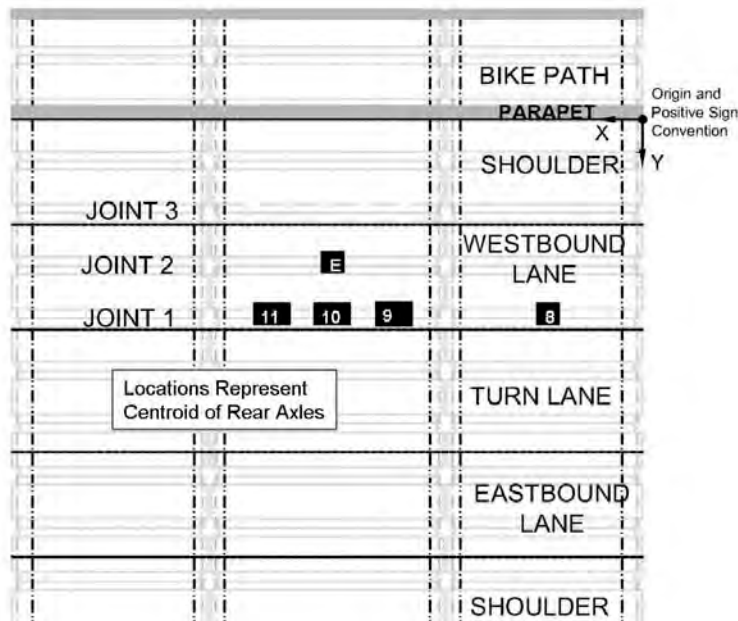 BIKE PATH
Origin and
Positive Sign
Convention
PARAPET
X
Y
SHOULDER
JOINT 3
WESTBOUND
LANE
JOINT 2
E
JOINT 1
11
10
9
8
Locations Represent
Centroid of Rear Axles
TURN LANE
EASTBOUND
LANE
SHOULDER